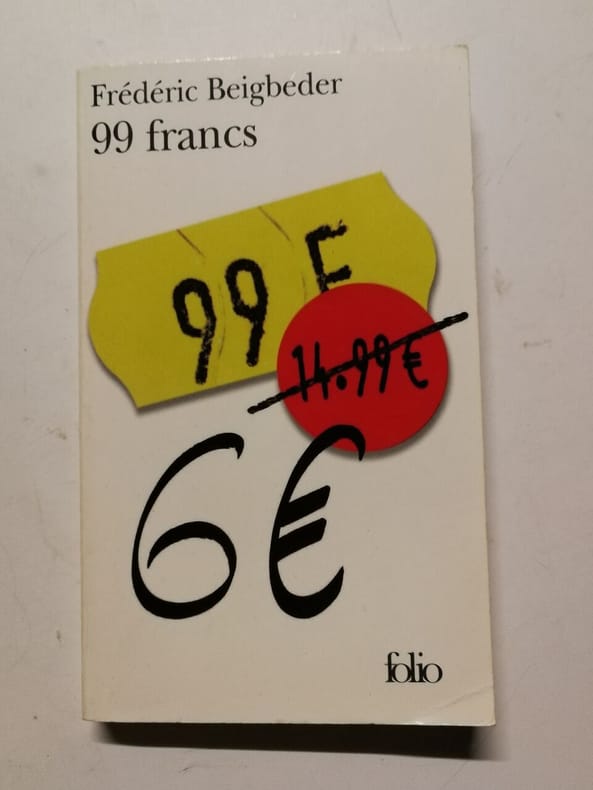 Frédéric Beigbeder
99 francs
99 F
14.99 €
6€
folio